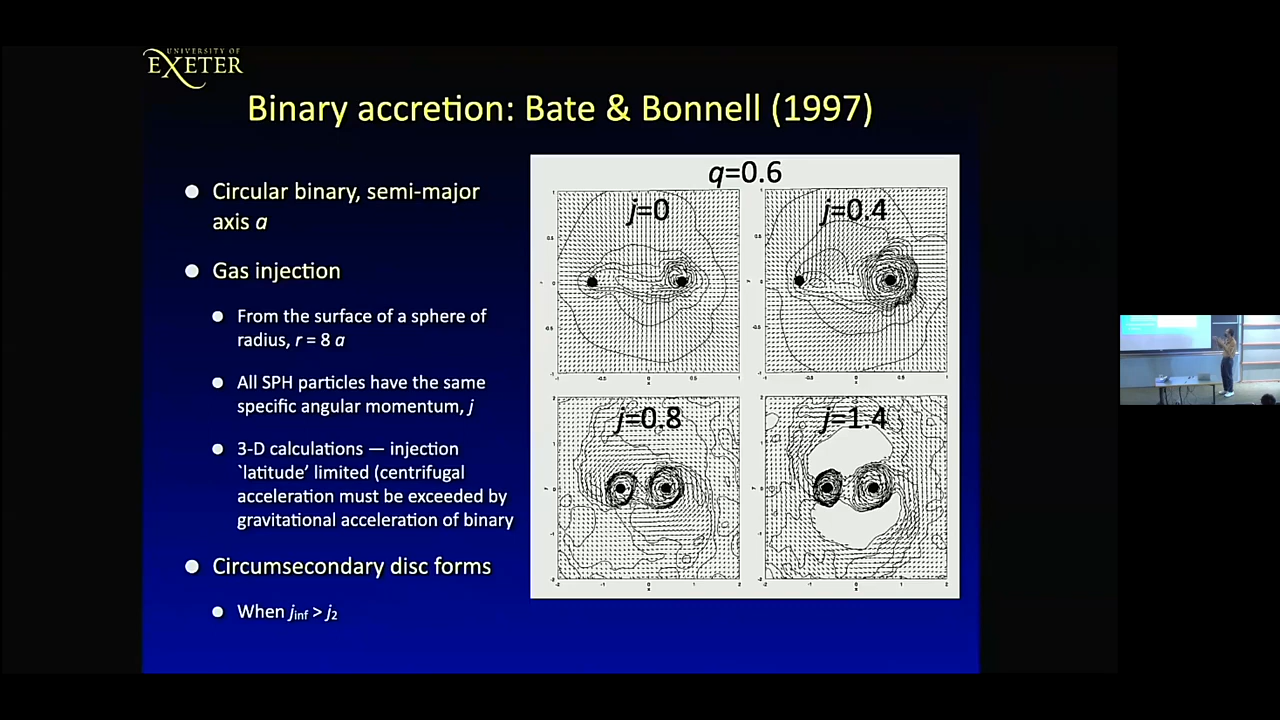 UNIVERSITY OF
EXETER
Binary accretion: Bate & Bonnell (1997)
Circular binary, semi-major
axis a
Gas injection
From the surface of a sphere of
radius, r = 8 a
All SPH particles have the same
specific angular momentum, j
3-D calculations — injection
`latitude’ limited (centrifugal
acceleration must be exceeded by
gravitational acceleration of binary
Circumsecondary disc forms
When jinf > j2
q=0.6
j=0
j=0.4
j=0.8
j=1.4